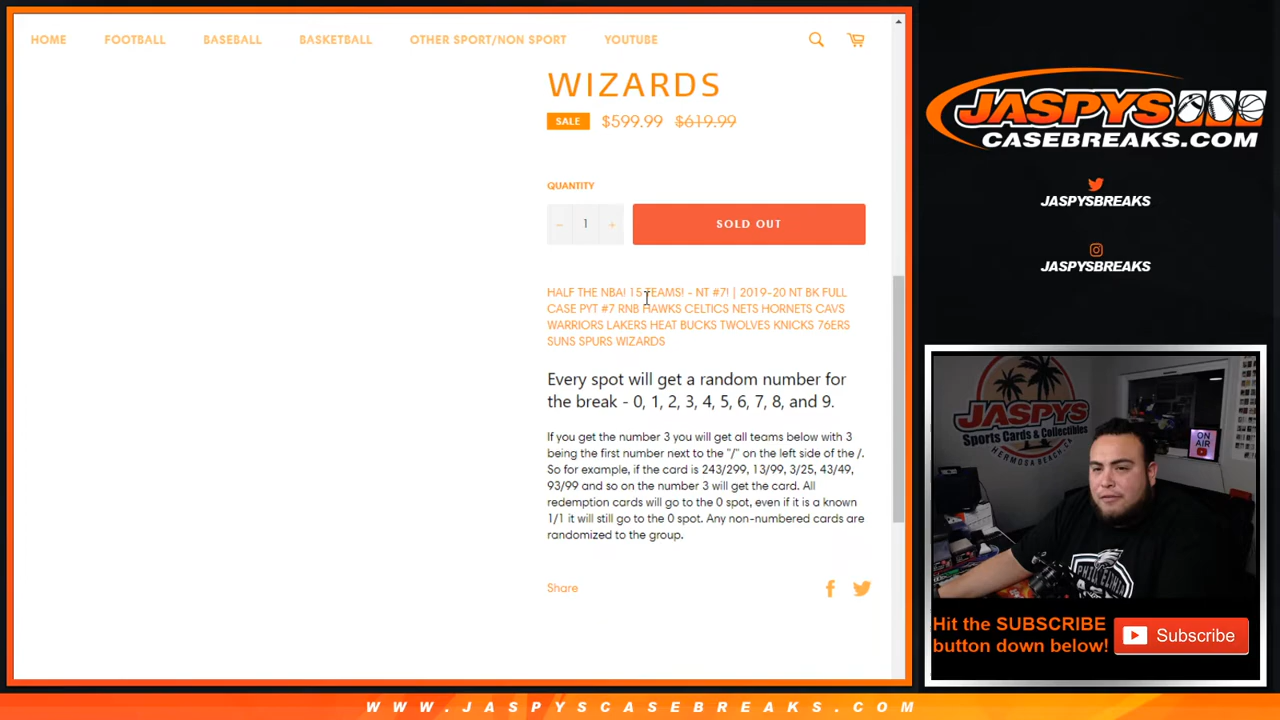 HOME FOOTBALL BASEBALL BASKETBALL OTHER SPORT/NON SPORT YOUTUBE
WIZARDS
SALE $599.99 $619.99
QUANTITY
− 1 + SOLD OUT
HALF THE NBA! 15 TEAMS! - NT #7! | 2019-20 NT BK FULL
CASE PYT #7 RNB HAWKS CELTICS NETS HORNETS CAVS
WARRIORS LAKERS HEAT BUCKS TWOLVES KNICKS 76ERS
SUNS SPURS WIZARDS
Every spot will get a random number for
the break - 0, 1, 2, 3, 4, 5, 6, 7, 8, and 9.
If you get the number 3 you will get all teams below with 3
being the first number next to the "/" on the left side of the /.
So for example, if the card is 243/299, 13/99, 3/25, 43/49,
93/99 and so on the number 3 will get the card. All
redemption cards will go to the 0 spot, even if it is a known
1/1 it will still go to the 0 spot. Any non-numbered cards are
randomized to the group.
Share
JASPYS
CASEBREAKS.COM
JASPYSBREAKS
JASPYSBREAKS
JASPYS
Sports Cards & Collectibles
HERMOSA BEACH, CA
ON
AIR
Hit the SUBSCRIBE
button down below!
Subscribe
WWW.JASPYSCASEBREAKS.COM